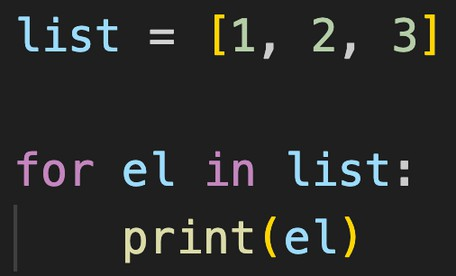 list = [1, 2, 3]
for el in list:
    print(el)